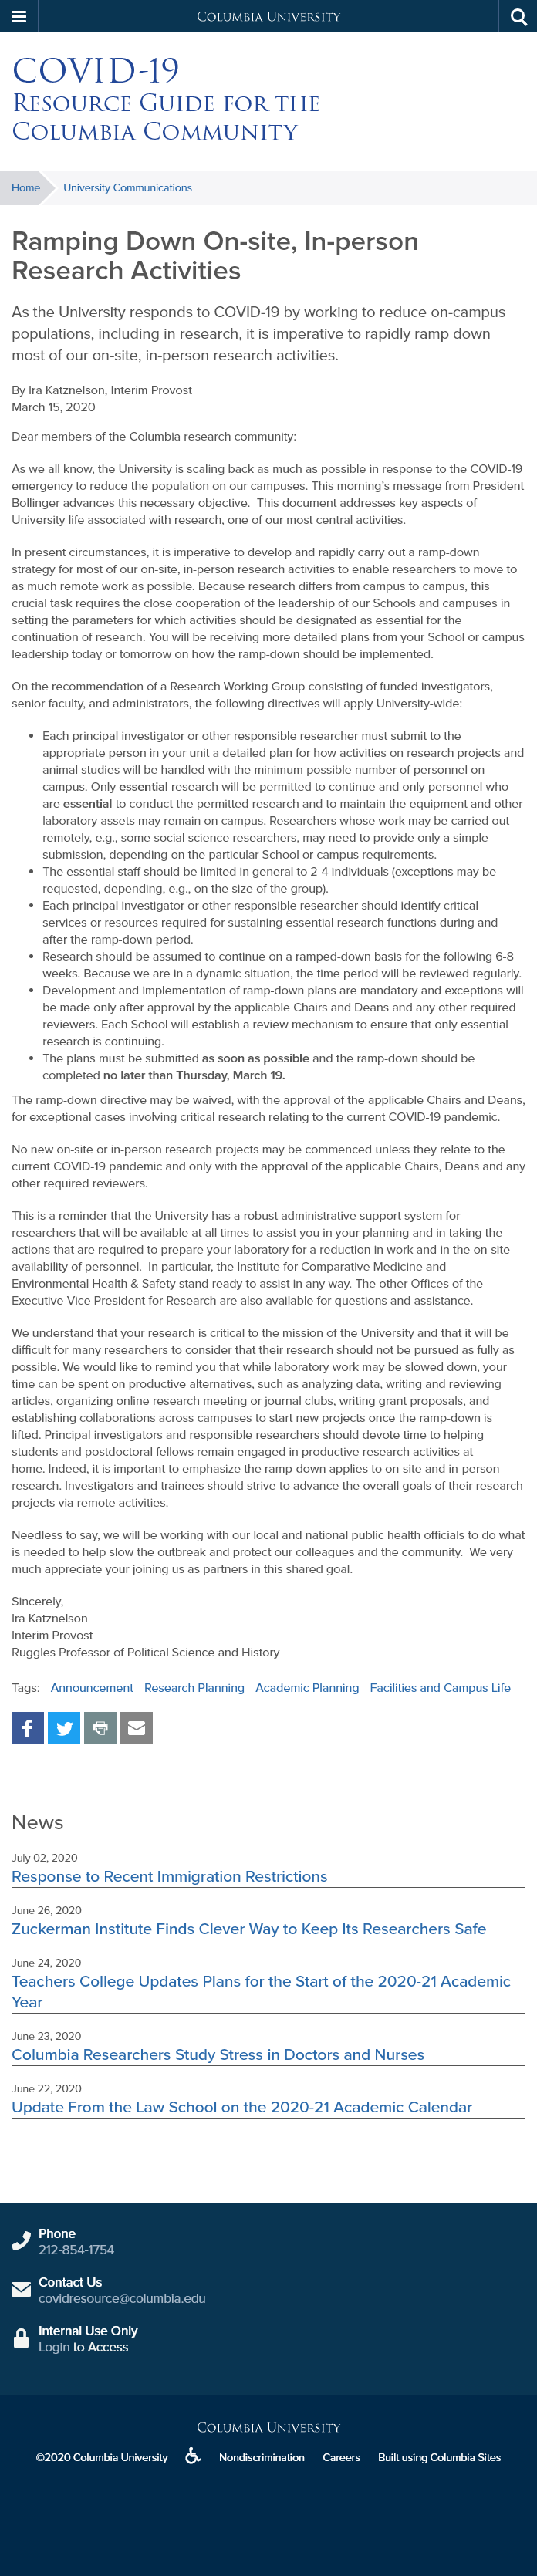 COLUMBIA UNIVERSITY
COVID-19
RESOURCE GUIDE FOR THE
COLUMBIA COMMUNITY
Home University Communications
Ramping Down On-site, In-person
Research Activities
As the University responds to COVID-19 by working to reduce on-campus
populations, including in research, it is imperative to rapidly ramp down
most of our on-site, in-person research activities.
By Ira Katznelson, Interim Provost
March 15, 2020
Dear members of the Columbia research community:
As we all know, the University is scaling back as much as possible in response to the COVID-19
emergency to reduce the population on our campuses. This morning's message from President
Bollinger advances this necessary objective.  This document addresses key aspects of
University life associated with research, one of our most central activities.
In present circumstances, it is imperative to develop and rapidly carry out a ramp-down
strategy for most of our on-site, in-person research activities to enable researchers to move to
as much remote work as possible. Because research differs from campus to campus, this
crucial task requires the close cooperation of the leadership of our Schools and campuses in
setting the parameters for which activities should be designated as essential for the
continuation of research. You will be receiving more detailed plans from your School or campus
leadership today or tomorrow on how the ramp-down should be implemented.
On the recommendation of a Research Working Group consisting of funded investigators,
senior faculty, and administrators, the following directives will apply University-wide:
• Each principal investigator or other responsible researcher must submit to the
appropriate person in your unit a detailed plan for how activities on research projects and
animal studies will be handled with the minimum possible number of personnel on
campus. Only essential research will be permitted to continue and only personnel who
are essential to conduct the permitted research and to maintain the equipment and other
laboratory assets may remain on campus. Researchers whose work may be carried out
remotely, e.g., some social science researchers, may need to provide only a simple
submission, depending on the particular School or campus requirements.
• The essential staff should be limited in general to 2-4 individuals (exceptions may be
requested, depending, e.g., on the size of the group).
• Each principal investigator or other responsible researcher should identify critical
services or resources required for sustaining essential research functions during and
after the ramp-down period.
• Research should be assumed to continue on a ramped-down basis for the following 6-8
weeks. Because we are in a dynamic situation, the time period will be reviewed regularly.
• Development and implementation of ramp-down plans are mandatory and exceptions will
be made only after approval by the applicable Chairs and Deans and any other required
reviewers. Each School will establish a review mechanism to ensure that only essential
research is continuing.
• The plans must be submitted as soon as possible and the ramp-down should be
completed no later than Thursday, March 19.
The ramp-down directive may be waived, with the approval of the applicable Chairs and Deans,
for exceptional cases involving critical research relating to the current COVID-19 pandemic.
No new on-site or in-person research projects may be commenced unless they relate to the
current COVID-19 pandemic and only with the approval of the applicable Chairs, Deans and any
other required reviewers.
This is a reminder that the University has a robust administrative support system for
researchers that will be available at all times to assist you in your planning and in taking the
actions that are required to prepare your laboratory for a reduction in work and in the on-site
availability of personnel.  In particular, the Institute for Comparative Medicine and
Environmental Health & Safety stand ready to assist in any way. The other Offices of the
Executive Vice President for Research are also available for questions and assistance.
We understand that your research is critical to the mission of the University and that it will be
difficult for many researchers to consider that their research should not be pursued as fully as
possible. We would like to remind you that while laboratory work may be slowed down, your
time can be spent on productive alternatives, such as analyzing data, writing and reviewing
articles, organizing online research meeting or journal clubs, writing grant proposals, and
establishing collaborations across campuses to start new projects once the ramp-down is
lifted. Principal investigators and responsible researchers should devote time to helping
students and postdoctoral fellows remain engaged in productive research activities at
home. Indeed, it is important to emphasize the ramp-down applies to on-site and in-person
research. Investigators and trainees should strive to advance the overall goals of their research
projects via remote activities.
Needless to say, we will be working with our local and national public health officials to do what
is needed to help slow the outbreak and protect our colleagues and the community.  We very
much appreciate your joining us as partners in this shared goal.
Sincerely,
Ira Katznelson
Interim Provost
Ruggles Professor of Political Science and History
Tags: Announcement Research Planning Academic Planning Facilities and Campus Life
News
July 02, 2020
Response to Recent Immigration Restrictions
June 26, 2020
Zuckerman Institute Finds Clever Way to Keep Its Researchers Safe
June 24, 2020
Teachers College Updates Plans for the Start of the 2020-21 Academic
Year
June 23, 2020
Columbia Researchers Study Stress in Doctors and Nurses
June 22, 2020
Update From the Law School on the 2020-21 Academic Calendar
Phone
212-854-1754
Contact Us
covidresource@columbia.edu
Internal Use Only
Login to Access
COLUMBIA UNIVERSITY
©2020 Columbia University Nondiscrimination Careers Built using Columbia Sites